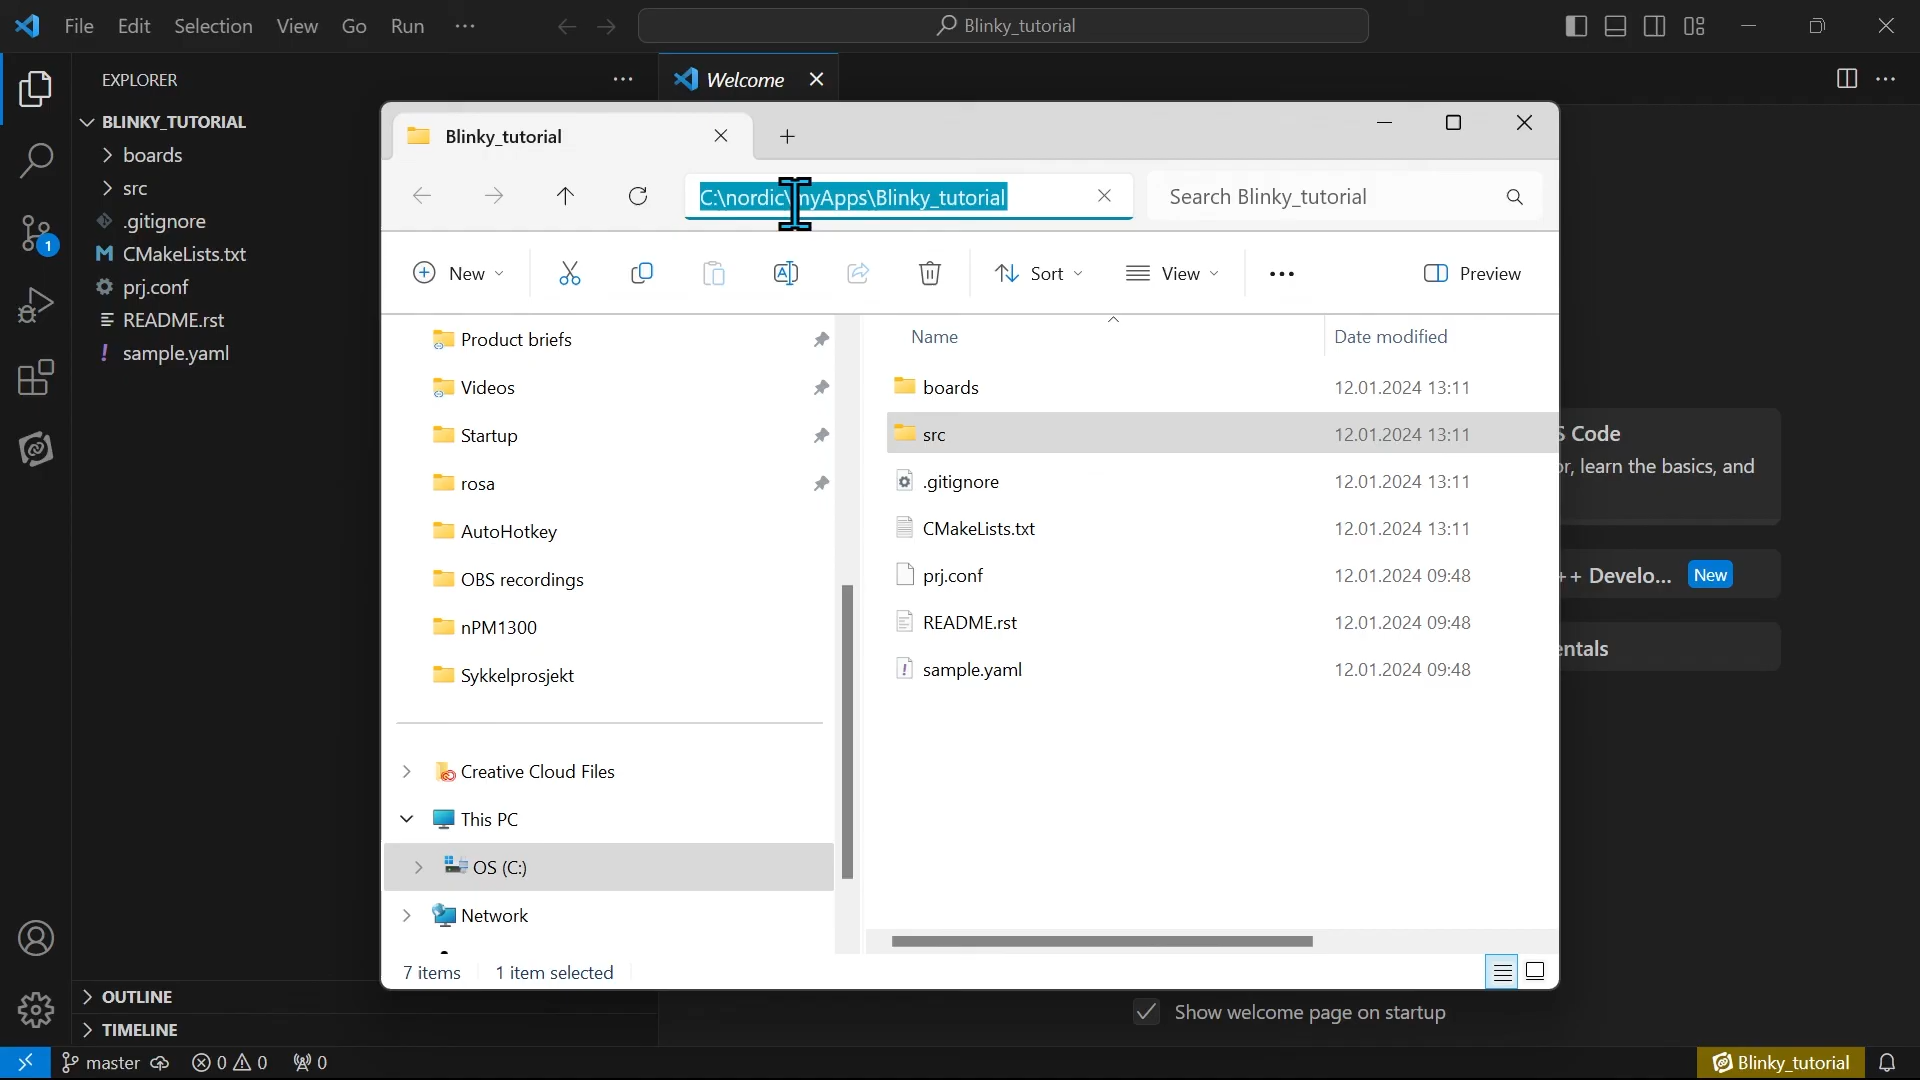 File Edit Selection View Go Run ···
Blinky_tutorial
EXPLORER
Welcome
BLINKY_TUTORIAL
boards
src
.gitignore
CMakeLists.txt
prj.conf
README.rst
sample.yaml
1
OUTLINE
TIMELINE
Blinky_tutorial
C:\nordic\myApps\Blinky_tutorial
Search Blinky_tutorial
New
Sort
View
Preview
Product briefs
Videos
Startup
rosa
AutoHotkey
OBS recordings
nPM1300
Sykkelprosjekt
Creative Cloud Files
This PC
OS (C:)
Network
Name Date modified
boards 12.01.2024 13:11
src 12.01.2024 13:11
.gitignore 12.01.2024 13:11
CMakeLists.txt 12.01.2024 13:11
prj.conf 12.01.2024 09:48
README.rst 12.01.2024 09:48
sample.yaml 12.01.2024 09:48
7 items 1 item selected
S Code
or, learn the basics, and
++ Develo... New
entals
Show welcome page on startup
master 0 0 0
Blinky_tutorial